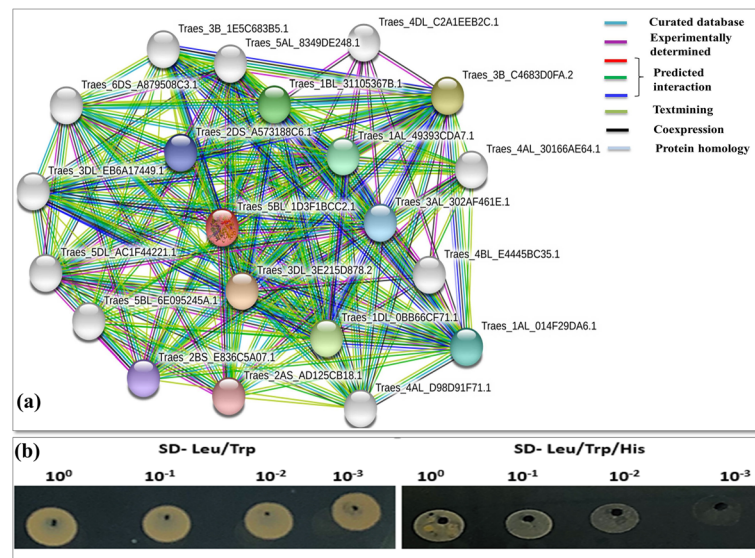 Traes_3B_1E5C683B5.1
Traes_5AL_8349DE248.1
Traes_4DL_C2A1EEB2C.1
Traes_6DS_A879508C3.1
Traes_1BL_31105367B.1
Traes_3B_C4683D0FA.2
Traes_2DS_A573188C6.1
Traes_1AL_49393CDA7.1
Traes_4AL_30166AE64.1
Traes_3DL_EB6A17449.1
Traes_5BL_1D3F1BCC2.1
Traes_3AL_302AF461E.1
Traes_5DL_AC1F44221.1
Traes_3DL_3E215D878.2
Traes_4BL_E4445BC35.1
Traes_5BL_6E095245A.1
Traes_1DL_0BB66CF71.1
Traes_1AL_014F29DA6.1
Traes_2BS_E836C5A07.1
Traes_2AS_AD125CB18.1
Traes_4AL_D98D91F71.1
Curated database
Experimentally
determined
Predicted
interaction
Textmining
Coexpression
Protein homology
(a)
(b)
SD- Leu/Trp
10⁰ 10⁻¹ 10⁻² 10⁻³
SD- Leu/Trp/His
10⁰ 10⁻¹ 10⁻² 10⁻³